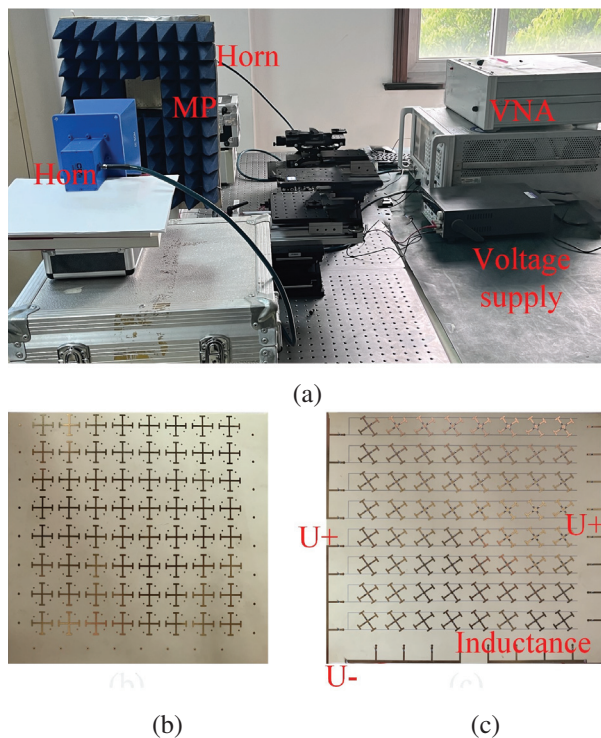 Horn
MP
VNA
Horn
Voltage
supply
(a)
U+
U+
Inductance
U-
(b)
(c)
(b)
(c)